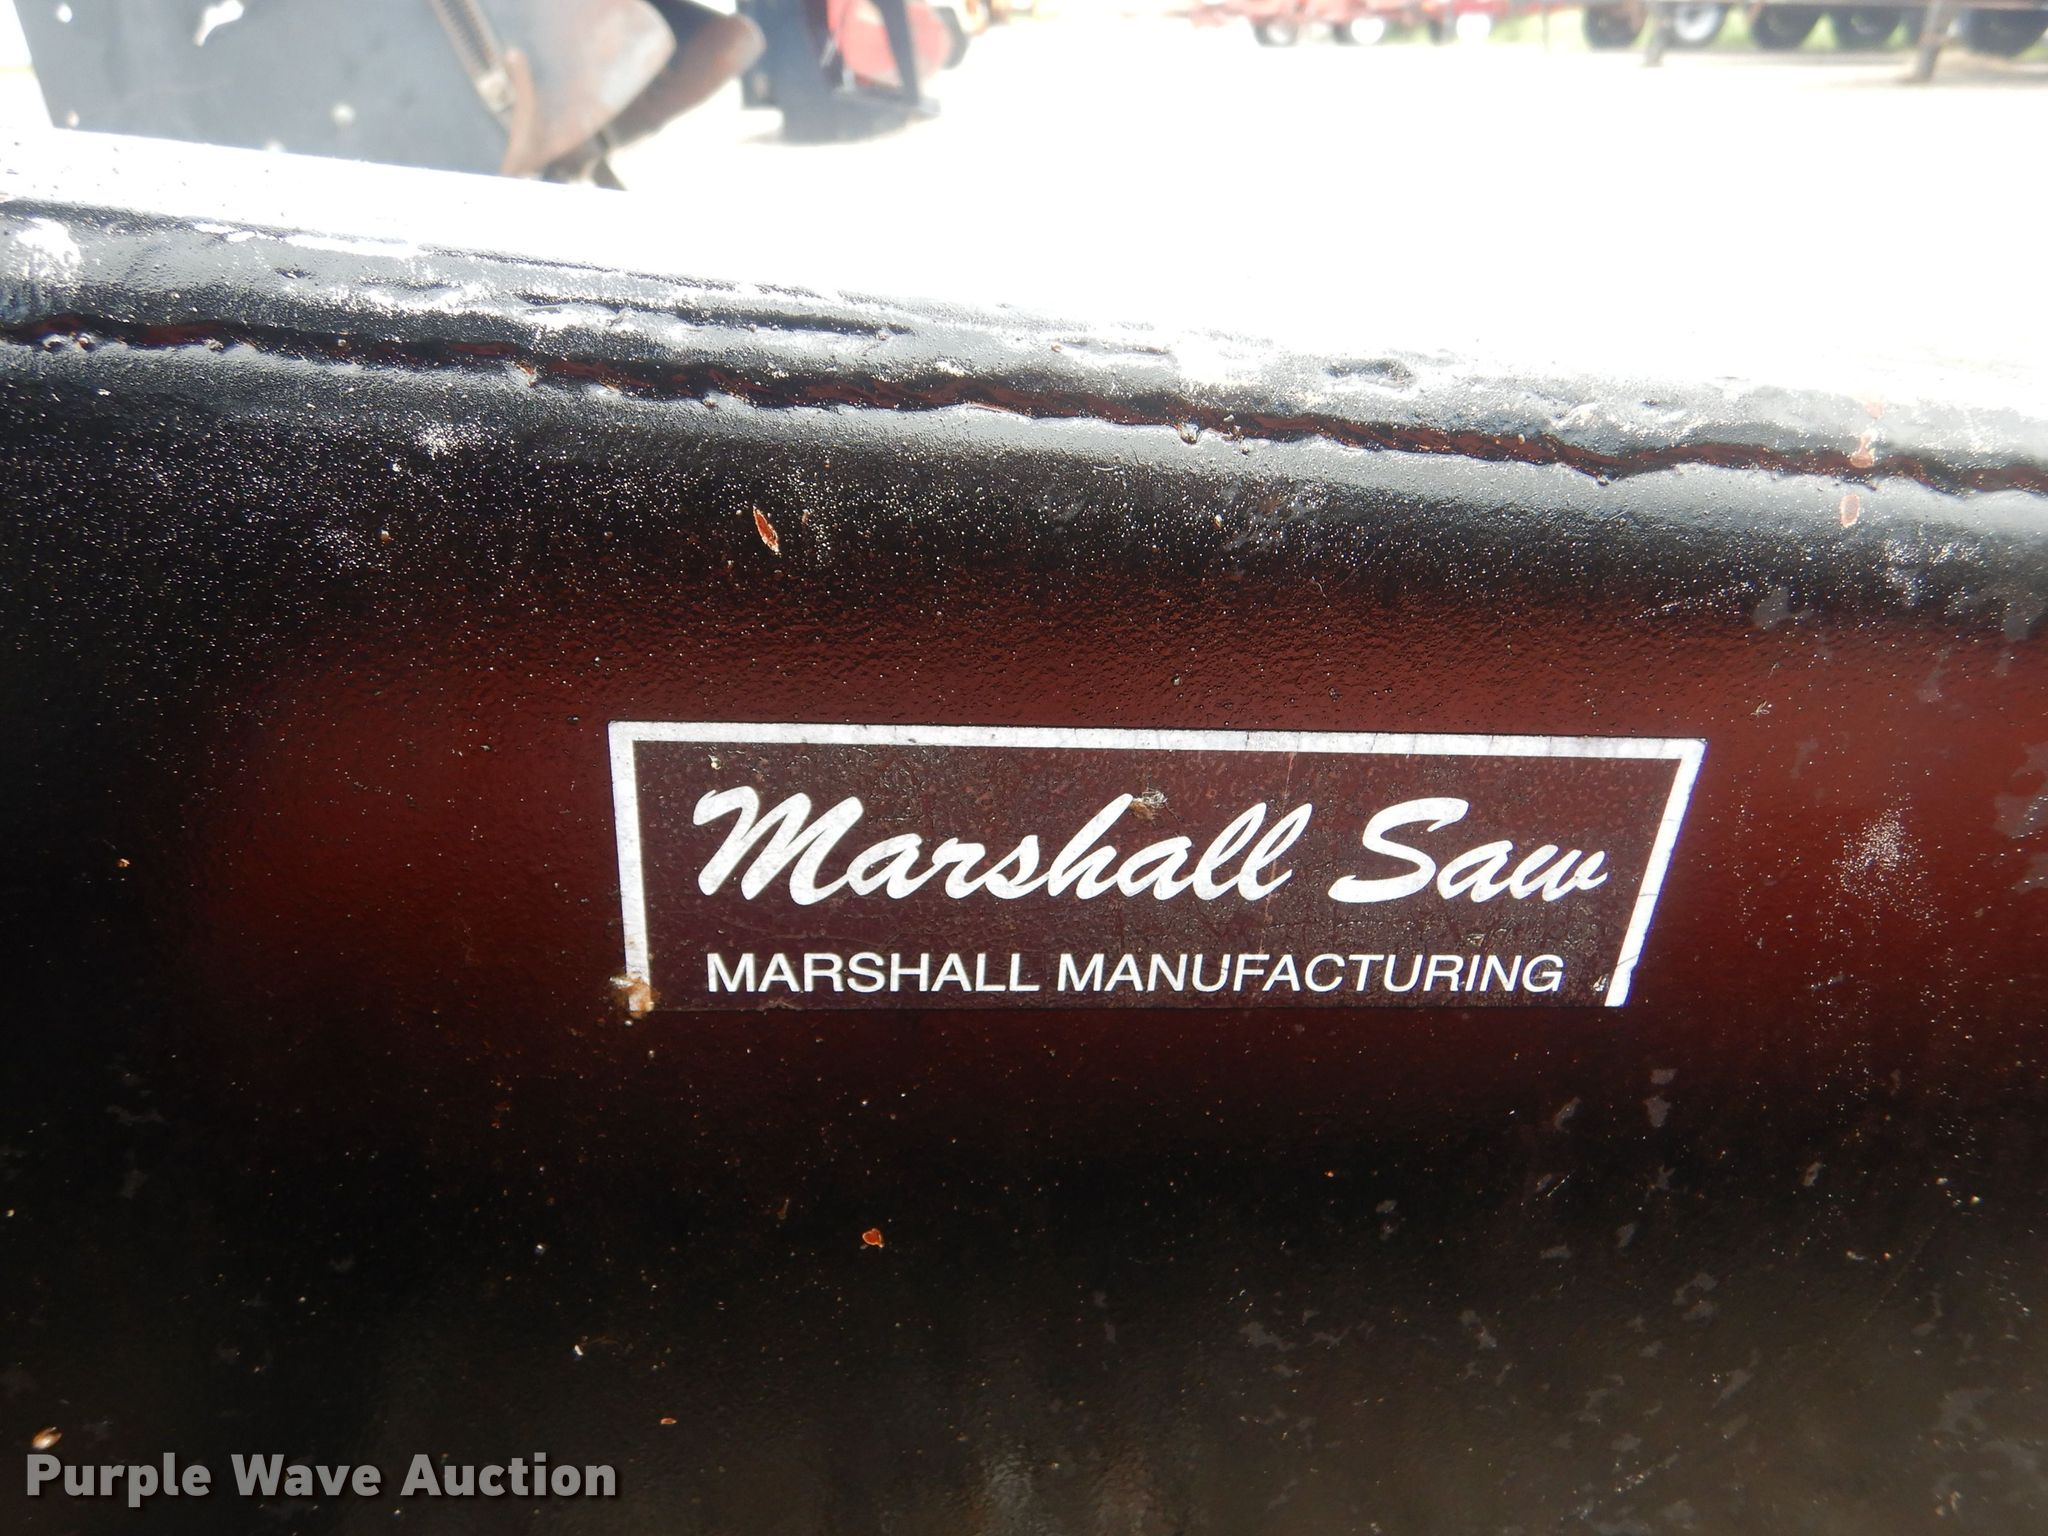 Marshall Saw
MARSHALL MANUFACTURING
Purple Wave Auction